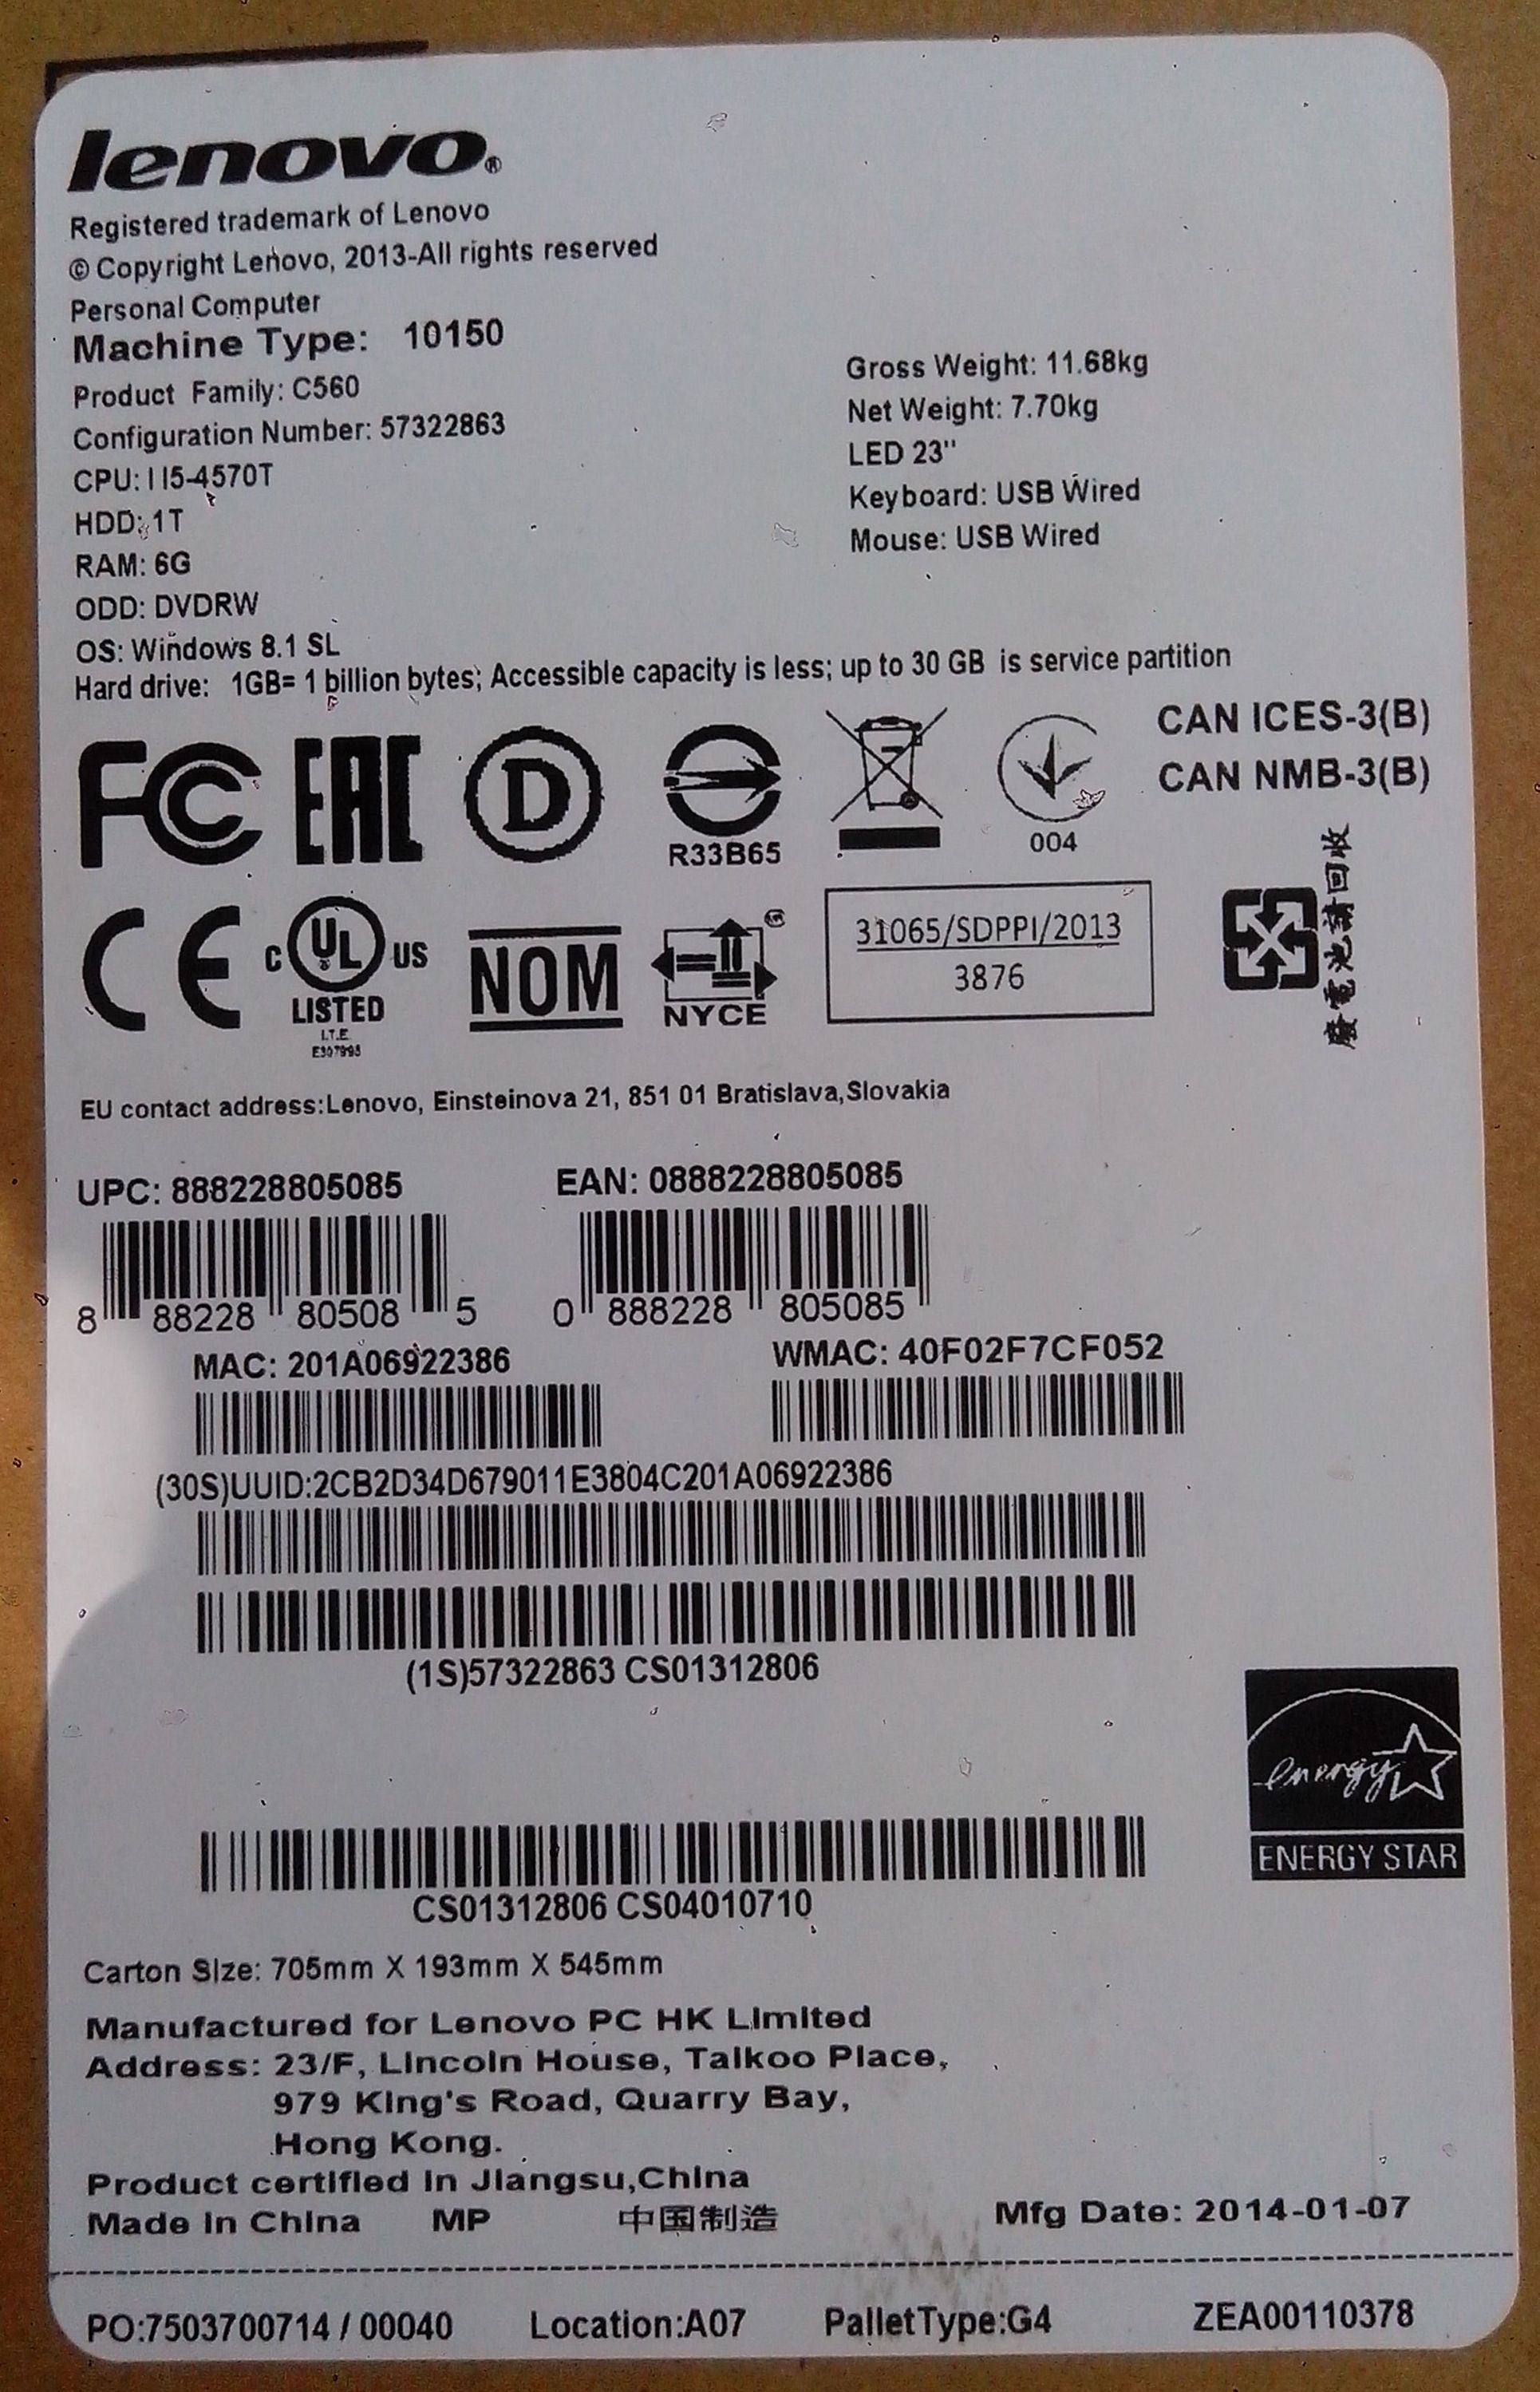 lenovo®
Registered trademark of Lenovo
© Copyright Lenovo, 2013-All rights reserved
Personal Computer
Machine Type: 10150
Product Family: C560
Configuration Number: 57322863
CPU: I I5-4570T
HDD: 1T
RAM: 6G
ODD: DVDRW
OS: Windows 8.1 SL
Gross Weight: 11.68kg
Net Weight: 7.70kg
LED 23"
Keyboard: USB Wired
Mouse: USB Wired
Hard drive: 1GB= 1 billion bytes; Accessible capacity is less; up to 30 GB is service partition
FC EAC D R33B65 004
CAN ICES-3(B)
CAN NMB-3(B)
CE
C UL US
LISTED
I.T.E.
E307993
NOM
NYCE
31065/SDPPI/2013
3876
廢電池請回收
EU contact address:Lenovo, Einsteinova 21, 851 01 Bratislava,Slovakia
UPC: 888228805085 EAN: 0888228805085
8 88228 80508 5 0 888228 805085
MAC: 201A06922386 WMAC: 40F02F7CF052
(30S)UUID:2CB2D34D679011E3804C201A06922386
(1S)57322863 CS01312806
energy
ENERGY STAR
CS01312806 CS04010710
Carton Size: 705mm X 193mm X 545mm
Manufactured for Lenovo PC HK Limited
Address: 23/F, Lincoln House, Taikoo Place,
979 King's Road, Quarry Bay,
Hong Kong.
Product certified in Jiangsu,China
Made in China MP 中国制造 Mfg Date: 2014-01-07
PO:7503700714 / 00040 Location:A07 PalletType:G4 ZEA00110378